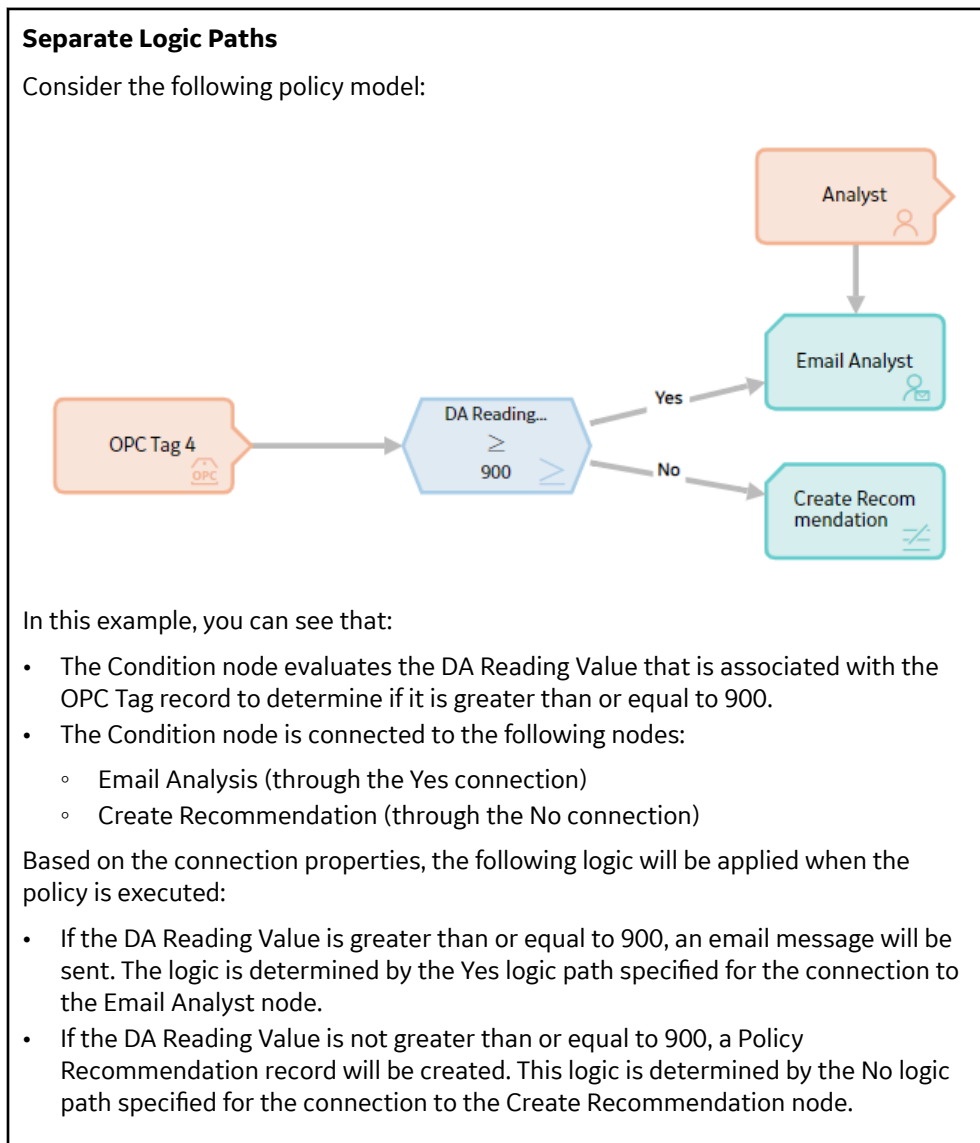 Separate Logic Paths
Consider the following policy model:
Analyst
Email Analyst
Yes
OPC Tag 4
OPC
DA Reading...
≥
900
≥
No
Create Recom
mendation
In this example, you can see that:
• The Condition node evaluates the DA Reading Value that is associated with the
OPC Tag record to determine if it is greater than or equal to 900.
• The Condition node is connected to the following nodes:
◦ Email Analysis (through the Yes connection)
◦ Create Recommendation (through the No connection)
Based on the connection properties, the following logic will be applied when the
policy is executed:
• If the DA Reading Value is greater than or equal to 900, an email message will be
sent. The logic is determined by the Yes logic path specified for the connection to
the Email Analyst node.
• If the DA Reading Value is not greater than or equal to 900, a Policy
Recommendation record will be created. This logic is determined by the No logic
path specified for the connection to the Create Recommendation node.